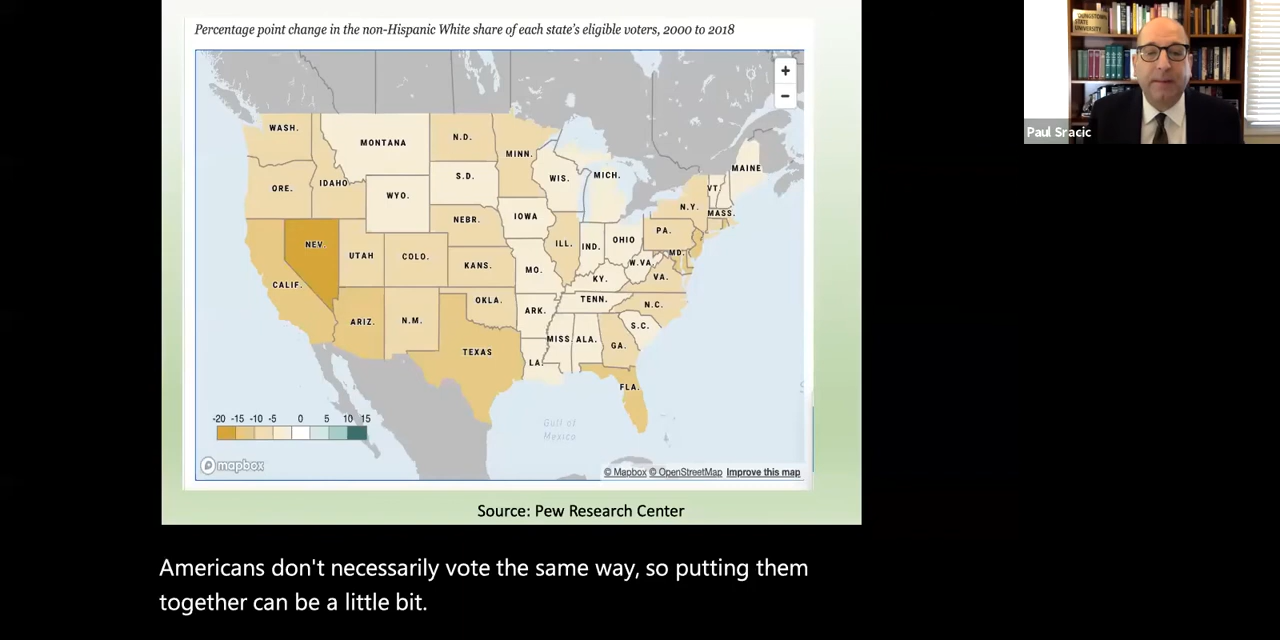 Percentage point change in the non-Hispanic White share of each state's eligible voters, 2000 to 2018
+
−
WASH.
MONTANA
N.D.
MINN.
ORE.
IDAHO
WYO.
S.D.
WIS.
MICH.
MAINE
VT
N.Y.
MASS.
NEV.
UTAH
COLO.
NEBR.
IOWA
ILL.
IND.
OHIO
PA.
MD.
CALIF.
KANS.
MO.
KY.
W.VA.
VA.
ARIZ.
N.M.
OKLA.
ARK.
TENN.
N.C.
TEXAS
LA.
MISS.
ALA.
GA.
S.C.
FLA.
Gulf of
Mexico
-20 -15 -10 -5 0 5 10 15
mapbox
© Mapbox © OpenStreetMap Improve this map
Source: Pew Research Center
YOUNGSTOWN
STATE
UNIVERSITY
Paul Sracic
Americans don't necessarily vote the same way, so putting them
together can be a little bit.